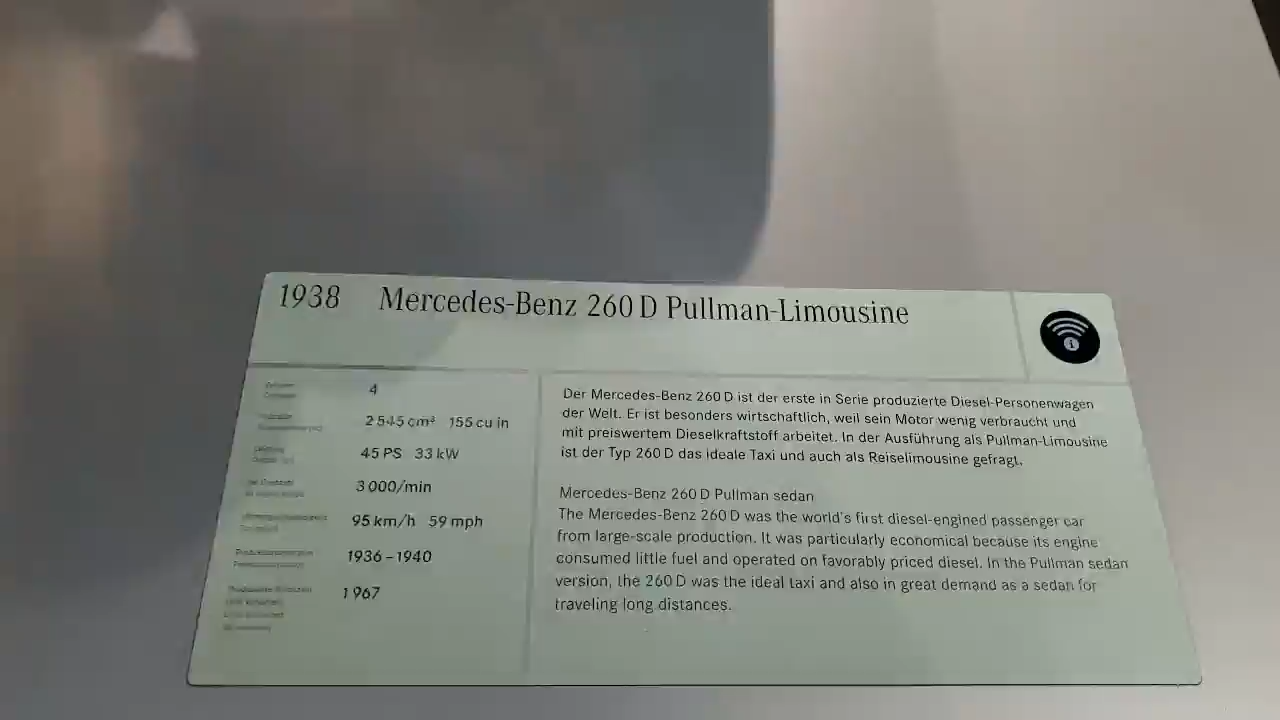 1938 Mercedes-Benz 260 D Pullman-Limousine
4
2 545 cm³ 155 cu in
45 PS 33 kW
3 000/min
95 km/h 59 mph
1936 – 1940
1 967
Der Mercedes-Benz 260 D ist der erste in Serie produzierte Diesel-Personenwagen
der Welt. Er ist besonders wirtschaftlich, weil sein Motor wenig verbraucht und
mit preiswertem Dieselkraftstoff arbeitet. In der Ausführung als Pullman-Limousine
ist der Typ 260 D das ideale Taxi und auch als Reiselimousine gefragt.
Mercedes-Benz 260 D Pullman sedan
The Mercedes-Benz 260 D was the world's first diesel-engined passenger car
from large-scale production. It was particularly economical because its engine
consumed little fuel and operated on favorably priced diesel. In the Pullman sedan
version, the 260 D was the ideal taxi and also in great demand as a sedan for
traveling long distances.